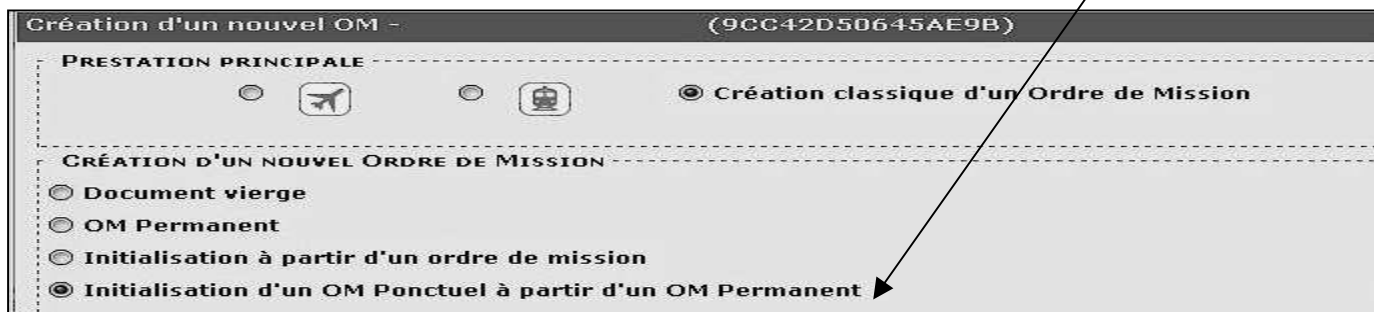 Création d'un nouvel OM - (9CC42D50645AE9B)
PRESTATION PRINCIPALE
Création classique d'un Ordre de Mission
CRÉATION D'UN NOUVEL ORDRE DE MISSION
Document vierge
OM Permanent
Initialisation à partir d'un ordre de mission
Initialisation d'un OM Ponctuel à partir d'un OM Permanent